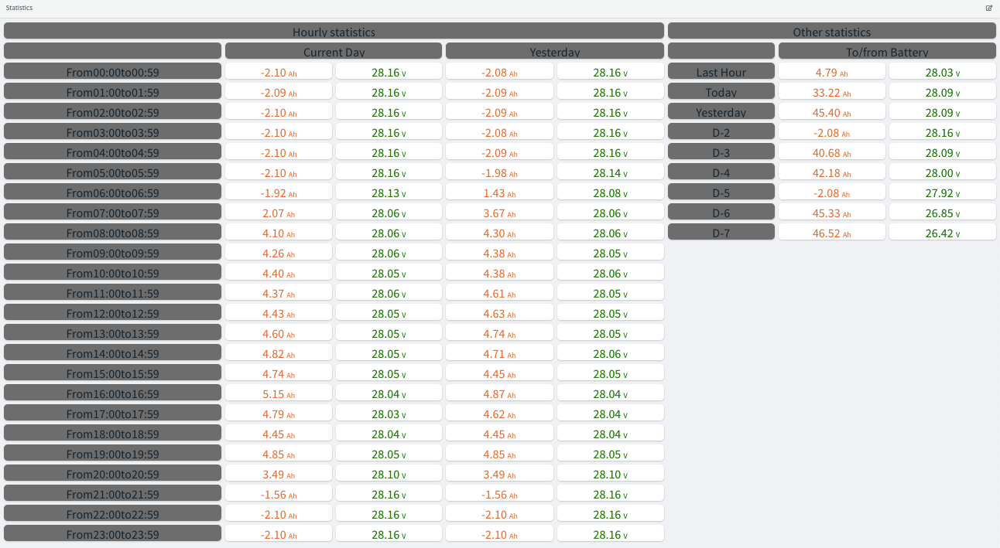 Statistics
Hourly statistics Other statistics
Current Day Yesterday To/from Battery
From00:00to00:59 -2.10 Ah 28.16 V -2.08 Ah 28.16 V Last Hour 4.79 Ah 28.03 V
From01:00to01:59 -2.09 Ah 28.16 V -2.09 Ah 28.16 V Today 33.22 Ah 28.09 V
From02:00to02:59 -2.10 Ah 28.16 V -2.09 Ah 28.16 V Yesterday 45.40 Ah 28.09 V
From03:00to03:59 -2.10 Ah 28.16 V -2.08 Ah 28.16 V D-2 -2.08 Ah 28.16 V
From04:00to04:59 -2.10 Ah 28.16 V -2.09 Ah 28.16 V D-3 40.68 Ah 28.09 V
From05:00to05:59 -2.10 Ah 28.16 V -1.98 Ah 28.14 V D-4 42.18 Ah 28.00 V
From06:00to06:59 -1.92 Ah 28.13 V 1.43 Ah 28.08 V D-5 -2.08 Ah 27.92 V
From07:00to07:59 2.07 Ah 28.06 V 3.67 Ah 28.06 V D-6 45.33 Ah 26.85 V
From08:00to08:59 4.10 Ah 28.06 V 4.30 Ah 28.06 V D-7 46.52 Ah 26.42 V
From09:00to09:59 4.26 Ah 28.06 V 4.38 Ah 28.05 V
From10:00to10:59 4.40 Ah 28.05 V 4.38 Ah 28.06 V
From11:00to11:59 4.37 Ah 28.06 V 4.61 Ah 28.05 V
From12:00to12:59 4.43 Ah 28.05 V 4.63 Ah 28.05 V
From13:00to13:59 4.60 Ah 28.05 V 4.74 Ah 28.05 V
From14:00to14:59 4.82 Ah 28.05 V 4.71 Ah 28.06 V
From15:00to15:59 4.74 Ah 28.05 V 4.45 Ah 28.05 V
From16:00to16:59 5.15 Ah 28.04 V 4.87 Ah 28.04 V
From17:00to17:59 4.79 Ah 28.03 V 4.62 Ah 28.04 V
From18:00to18:59 4.45 Ah 28.04 V 4.45 Ah 28.04 V
From19:00to19:59 4.85 Ah 28.05 V 4.85 Ah 28.05 V
From20:00to20:59 3.49 Ah 28.10 V 3.49 Ah 28.10 V
From21:00to21:59 -1.56 Ah 28.16 V -1.56 Ah 28.16 V
From22:00to22:59 -2.10 Ah 28.16 V -2.10 Ah 28.16 V
From23:00to23:59 -2.10 Ah 28.16 V -2.10 Ah 28.16 V